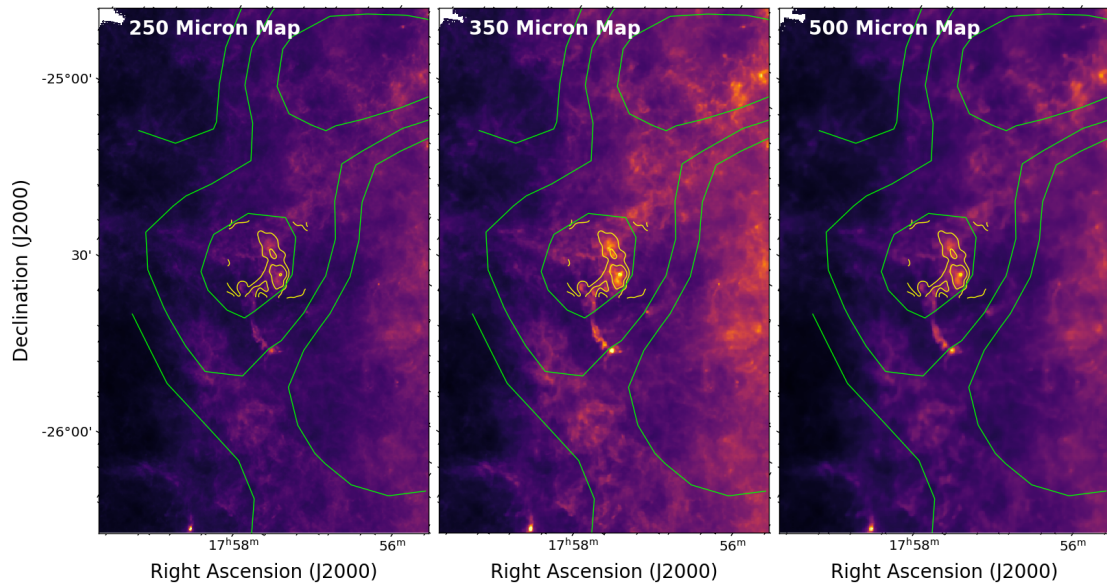 250 Micron Map
350 Micron Map
500 Micron Map
-25°00'
30'
-26°00'
Declination (J2000)
17ʰ58ᵐ
56ᵐ
17ʰ58ᵐ
56ᵐ
17ʰ58ᵐ
56ᵐ
Right Ascension (J2000)
Right Ascension (J2000)
Right Ascension (J2000)